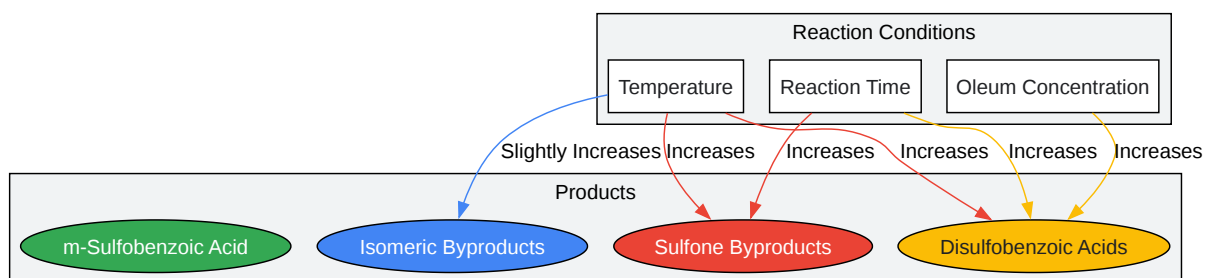 Reaction Conditions
Temperature
Reaction Time
Oleum Concentration
Slightly Increases
Increases
Increases
Increases
Increases
Increases
Products
m-Sulfobenzoic Acid
Isomeric Byproducts
Sulfone Byproducts
Disulfobenzoic Acids